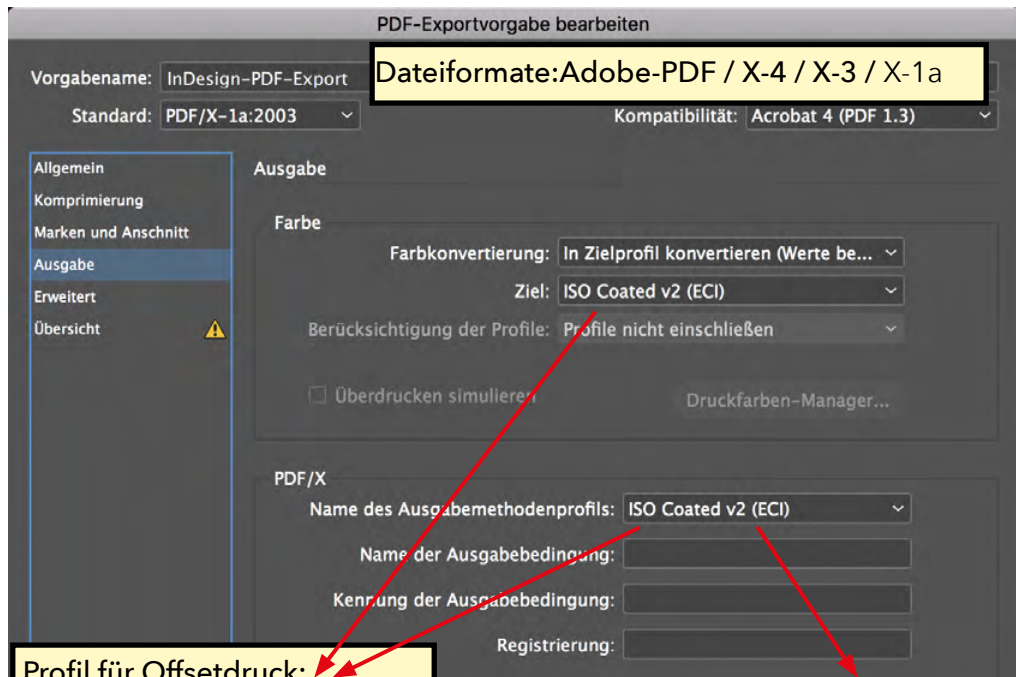 PDF-Exportvorgabe bearbeiten
Dateiformate:Adobe-PDF / X-4 / X-3 / X-1a
Vorgabename: InDesign-PDF-Export
Standard: PDF/X-1a:2003 Kompatibilität: Acrobat 4 (PDF 1.3)
Allgemein
Komprimierung
Marken und Anschnitt
Ausgabe
Erweitert
Übersicht
Ausgabe
Farbe
Farbkonvertierung: In Zielprofil konvertieren (Werte be...
Ziel: ISO Coated v2 (ECI)
Berücksichtigung der Profile: Profile nicht einschließen
Überdrucken simulieren Druckfarben-Manager...
PDF/X
Name des Ausgabemethodenprofils: ISO Coated v2 (ECI)
Name der Ausgabebedingung:
Kennung der Ausgabebedingung:
Registrierung:
Profil für Offsetdruck: